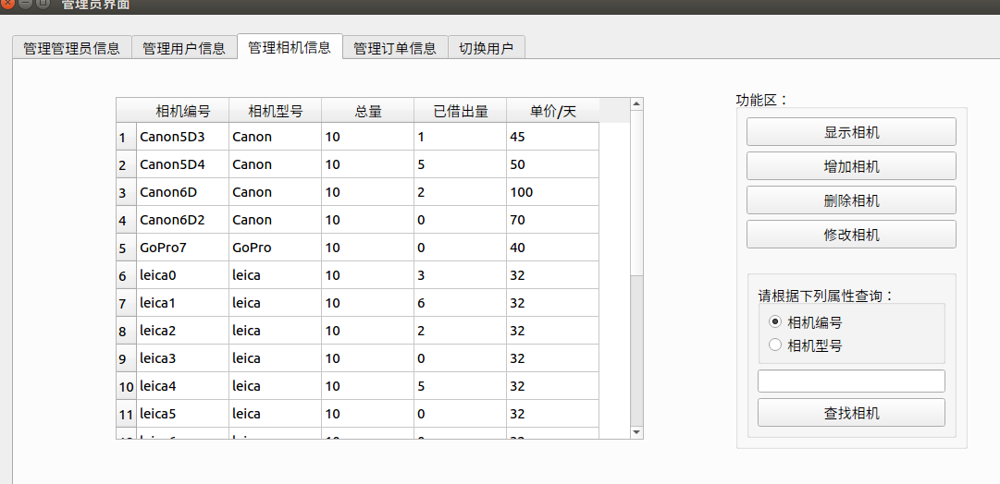 管理员界面
管理管理员信息 管理用户信息 管理相机信息 管理订单信息 切换用户
相机编号 相机型号 总量 已借出量 单价/天
1 Canon5D3 Canon 10 1 45
2 Canon5D4 Canon 10 5 50
3 Canon6D Canon 10 2 100
4 Canon6D2 Canon 10 0 70
5 GoPro7 GoPro 10 0 40
6 leica0 leica 10 3 32
7 leica1 leica 10 6 32
8 leica2 leica 10 2 32
9 leica3 leica 10 0 32
10 leica4 leica 10 5 32
11 leica5 leica 10 0 32
功能区：
显示相机
增加相机
删除相机
修改相机
请根据下列属性查询：
相机编号
相机型号
查找相机